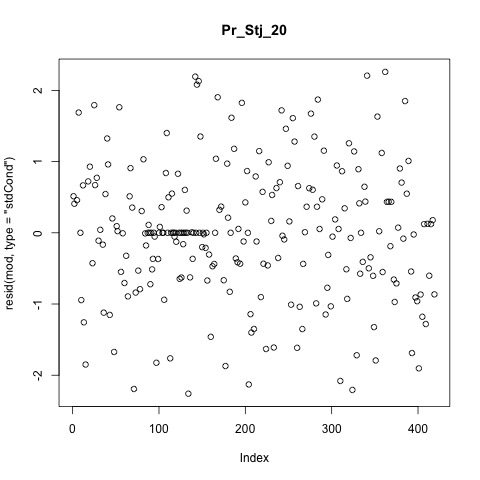 Pr_Stj_20
resid(mod, type = "stdCond")
2
1
0
-1
-2
0 100 200 300 400
Index